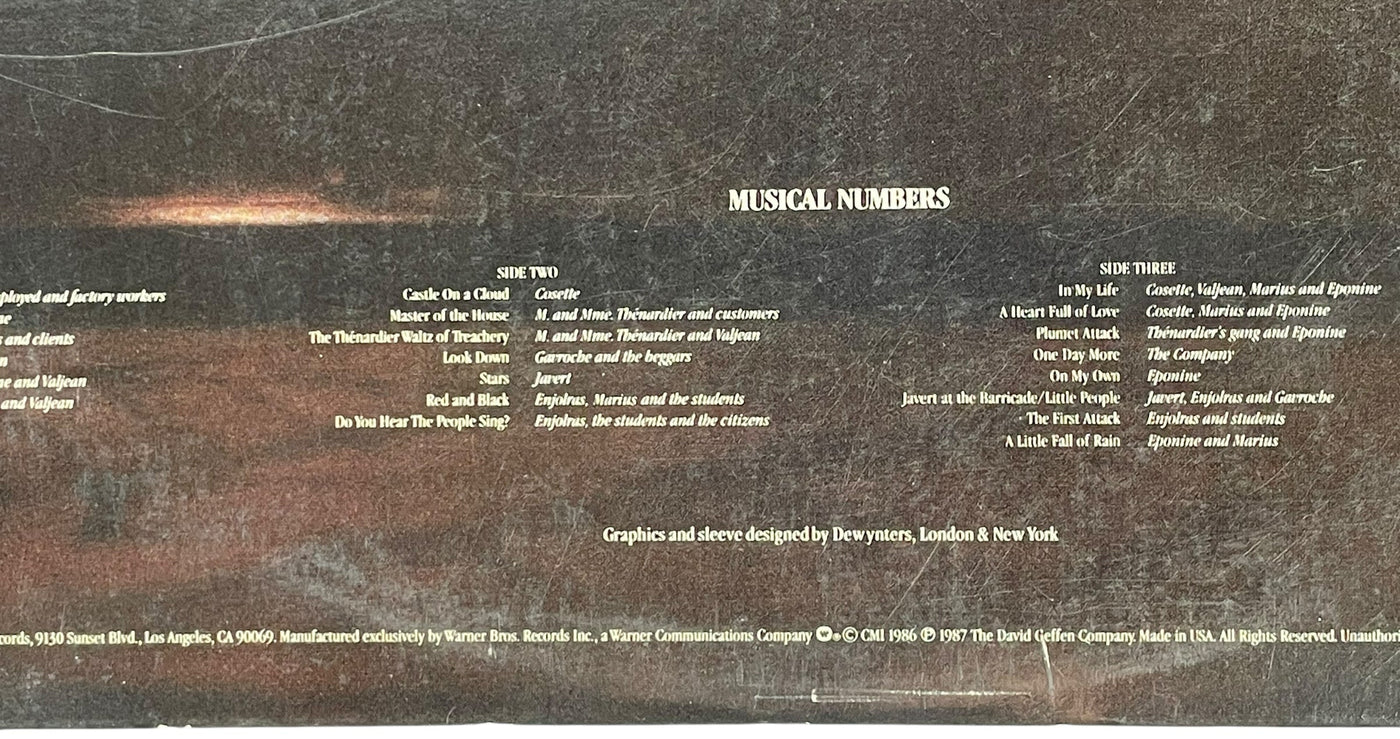 MUSICAL NUMBERS
ployed and factory workers
ne
s and clients
n
ne and Valjean
and Valjean
SIDE TWO
Castle On a Cloud Cosette
Master of the House M. and Mme. Thénardier and customers
The Thénardier Waltz of Treachery M. and Mme. Thénardier and Valjean
Look Down Gavroche and the beggars
Stars Javert
Red and Black Enjolras, Marius and the students
Do You Hear The People Sing? Enjolras, the students and the citizens
SIDE THREE
In My Life Cosette, Valjean, Marius and Eponine
A Heart Full of Love Cosette, Marius and Eponine
Plumet Attack Thénardier's gang and Eponine
One Day More The Company
On My Own Eponine
Javert at the Barricade/Little People Javert, Enjolras and Gavroche
The First Attack Enjolras and students
A Little Fall of Rain Eponine and Marius
Graphics and sleeve designed by Dewynters, London & New York
cords, 9130 Sunset Blvd., Los Angeles, CA 90069. Manufactured exclusively by Warner Bros. Records Inc., a Warner Communications Company © CMI 1986 ℗ 1987 The David Geffen Company. Made in USA. All Rights Reserved. Unauthori